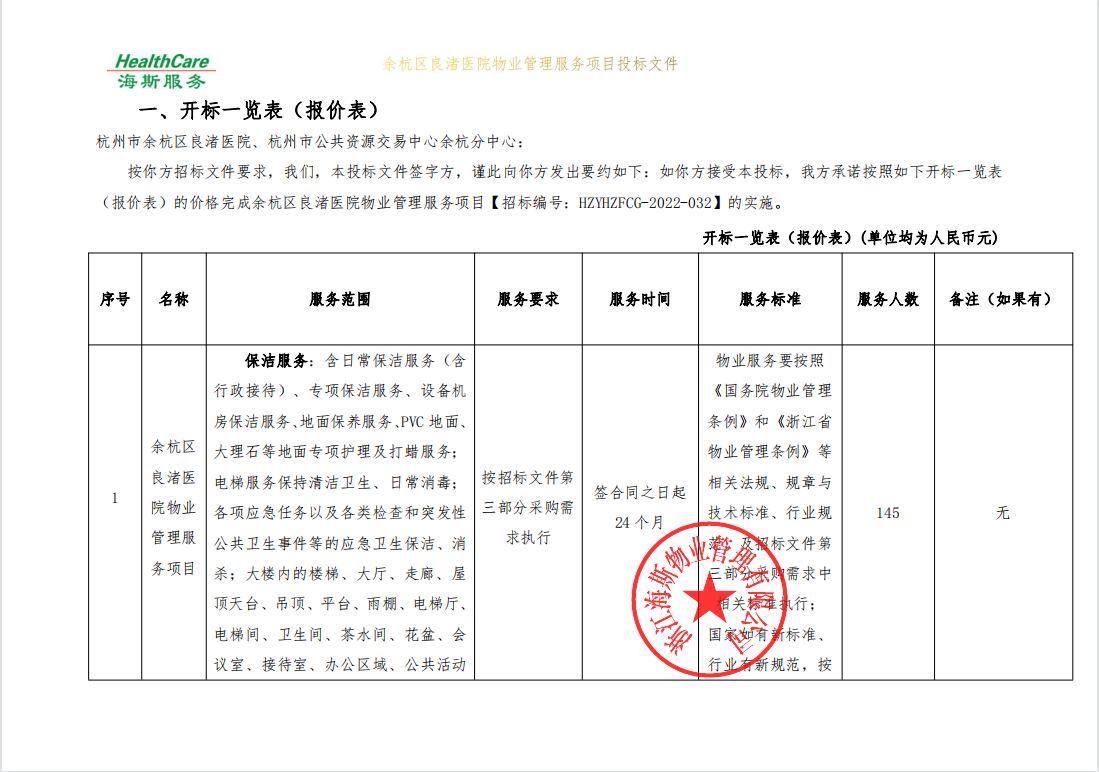 HealthCare
海斯服务
余杭区良渚医院物业管理服务项目投标文件
一、开标一览表（报价表）
杭州市余杭区良渚医院、杭州市公共资源交易中心余杭分中心：
按你方招标文件要求，我们，本投标文件签字方，谨此向你方发出要约如下：如你方接受本投标，我方承诺按照如下开标一览表
（报价表）的价格完成余杭区良渚医院物业管理服务项目【招标编号：HZYHZFCG-2022-032】的实施。
开标一览表（报价表）(单位均为人民币元)
序号
名称
服务范围
服务要求
服务时间
服务标准
服务人数
备注（如果有）
1
余杭区
良渚医
院物业
管理服
务项目
保洁服务：含日常保洁服务（含
行政接待）、专项保洁服务、设备机
房保洁服务、地面保养服务、PVC 地面、
大理石等地面专项护理及打蜡服务；
电梯服务保持清洁卫生、日常消毒；
各项应急任务以及各类检查和突发性
公共卫生事件等的应急卫生保洁、消
杀；大楼内的楼梯、大厅、走廊、屋
顶天台、吊顶、平台、雨棚、电梯厅、
电梯间、卫生间、茶水间、花盆、会
议室、接待室、办公区域、公共活动
按招标文件第
三部分采购需
求执行
签合同之日起
24 个月
物业服务要按照
《国务院物业管理
条例》和《浙江省
物业管理条例》等
相关法规、规章与
技术标准、行业规
范，及招标文件第
三部分采购需求中
相关标准执行；
国家如有新标准、
行业有新规范，按
145
无
浙江海斯物业管理有限公司